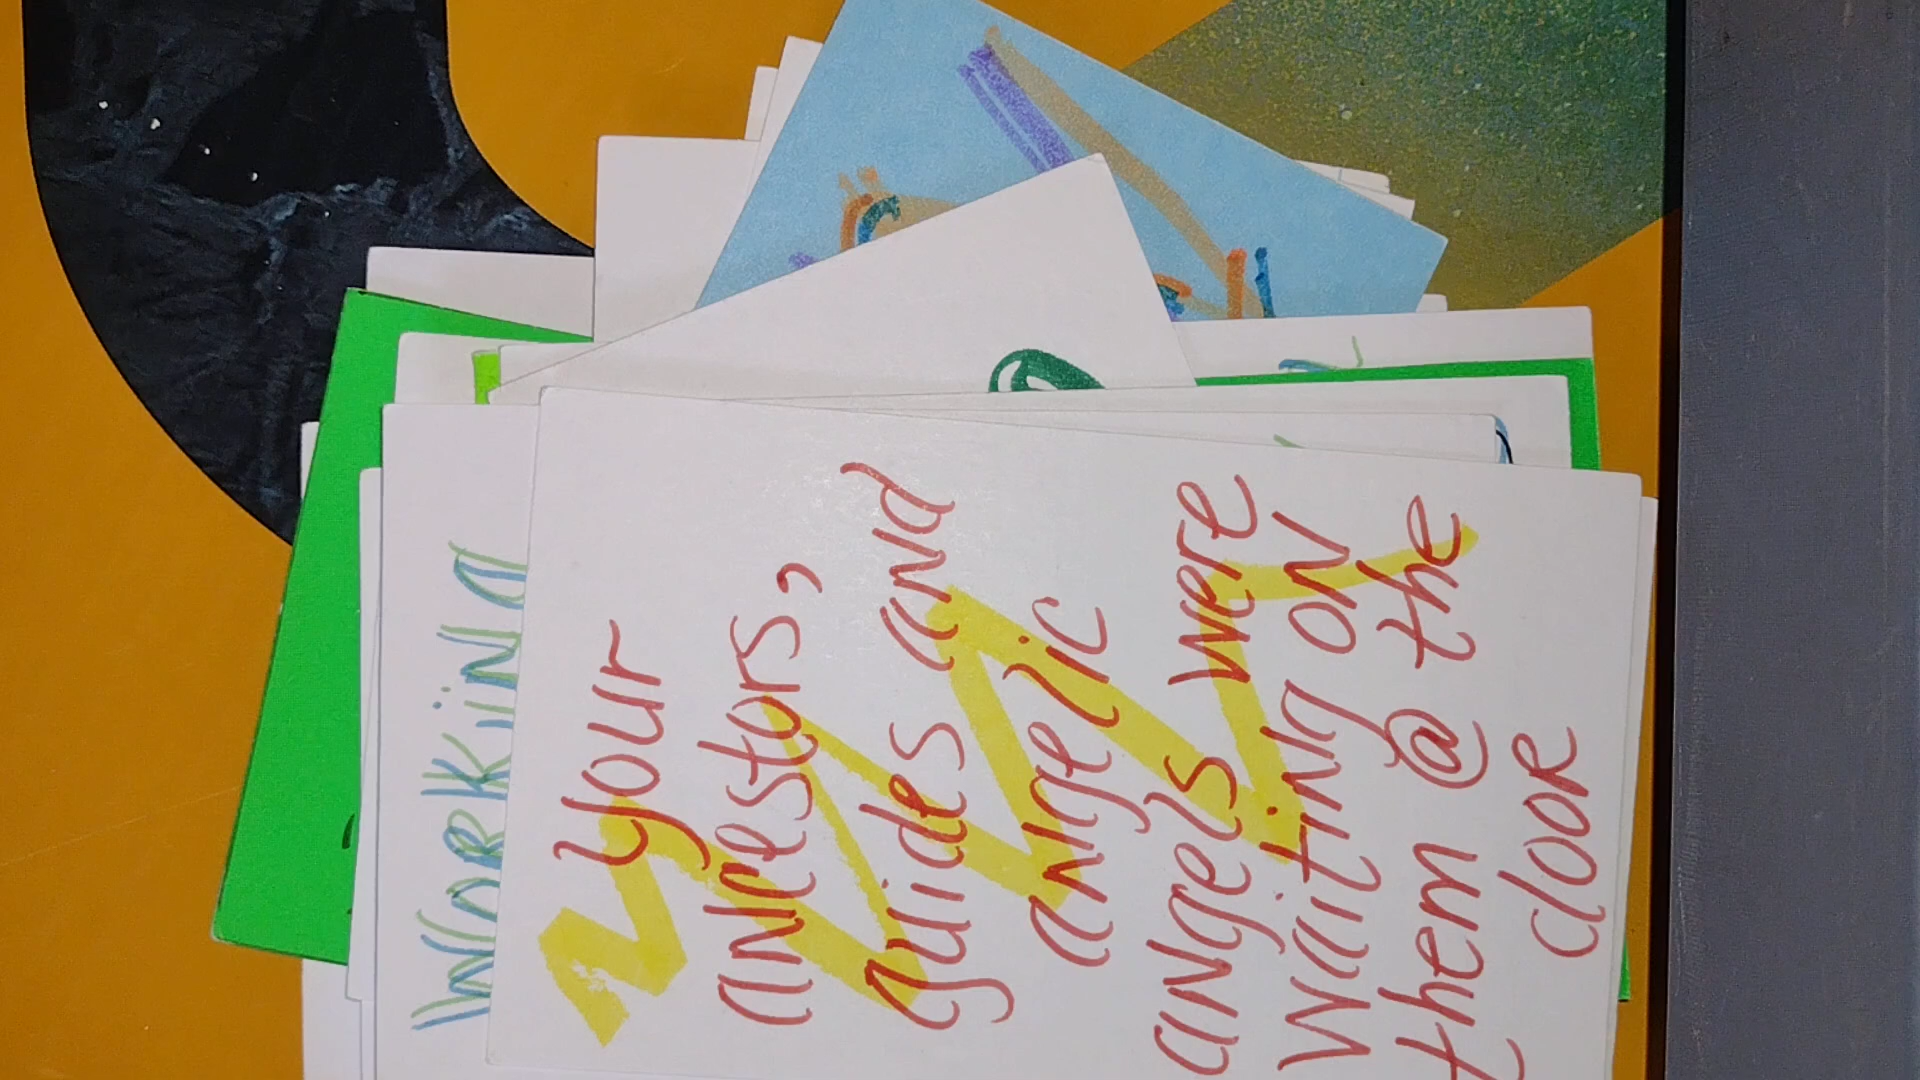 Working
your
ancestors,
guides and
angelic
angels were
waiting on
them @ the
door